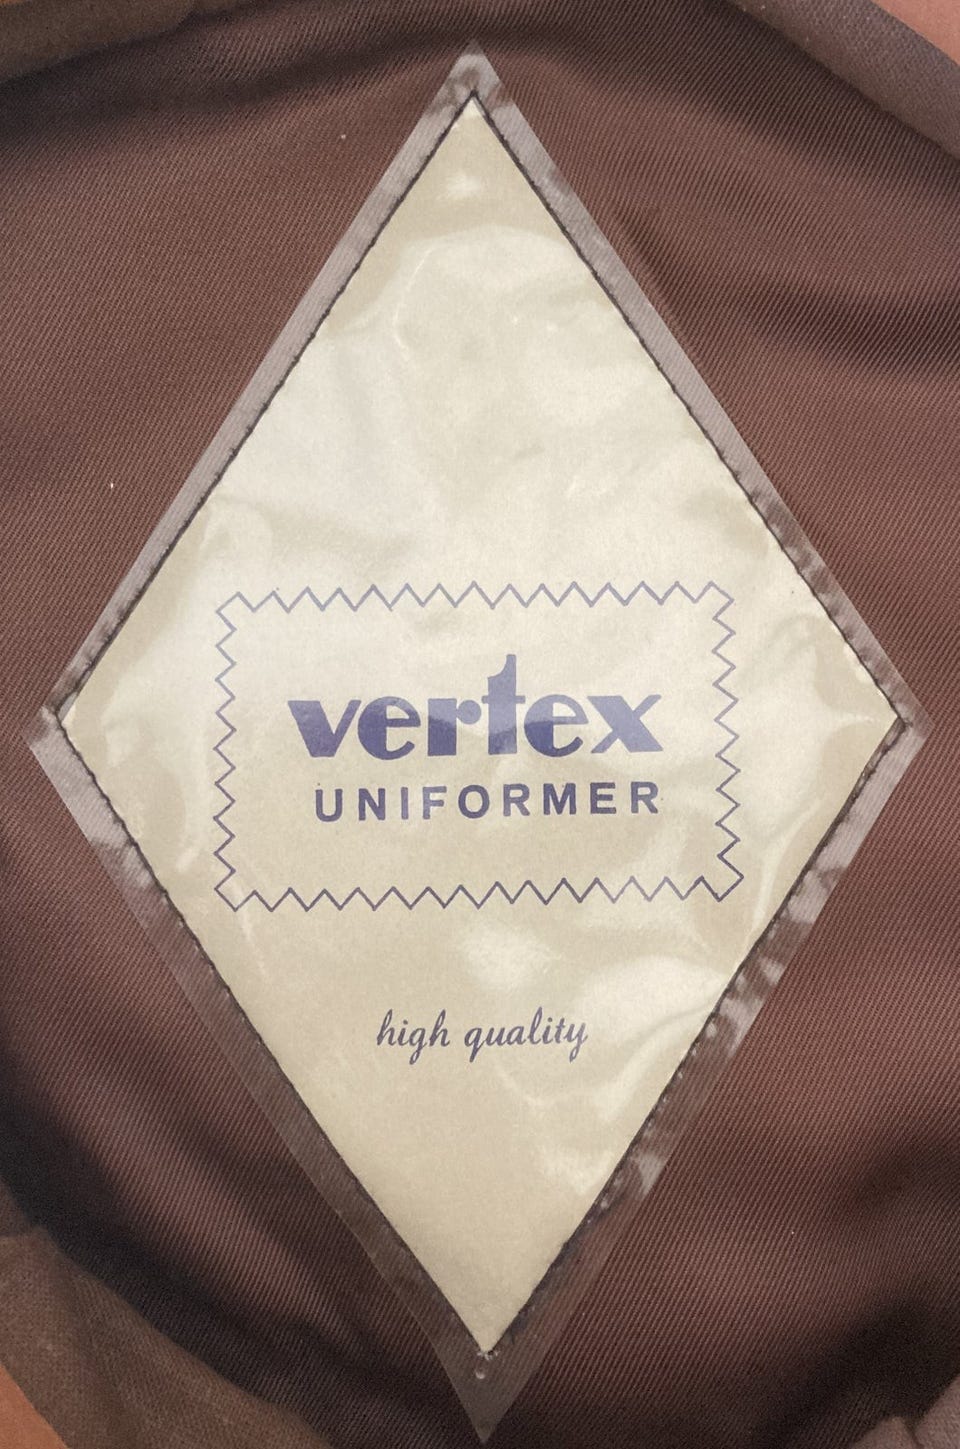 vertex
UNIFORMER
high quality